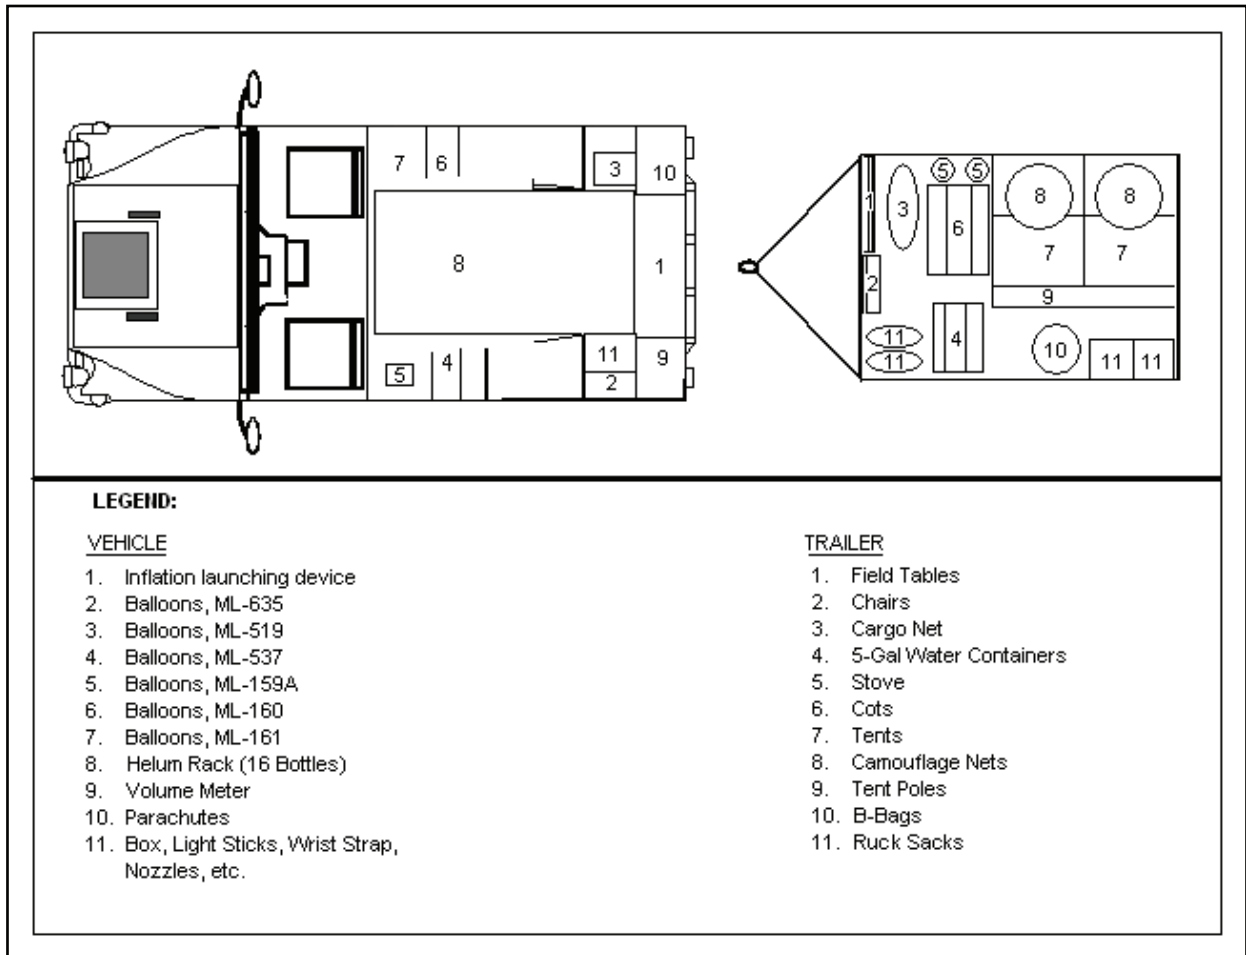 7 6 3 10
8 1
5 4 11 2 9
1 3 5 5 6 8 8
2 7 7
9
11 11 4 10 11 11
LEGEND:
VEHICLE
1. Inflation launching device
2. Balloons, ML-635
3. Balloons, ML-519
4. Balloons, ML-537
5. Balloons, ML-159A
6. Balloons, ML-160
7. Balloons, ML-161
8. Helum Rack (16 Bottles)
9. Volume Meter
10. Parachutes
11. Box, Light Sticks, Wrist Strap,
Nozzles, etc.
TRAILER
1. Field Tables
2. Chairs
3. Cargo Net
4. 5-Gal Water Containers
5. Stove
6. Cots
7. Tents
8. Camouflage Nets
9. Tent Poles
10. B-Bags
11. Ruck Sacks